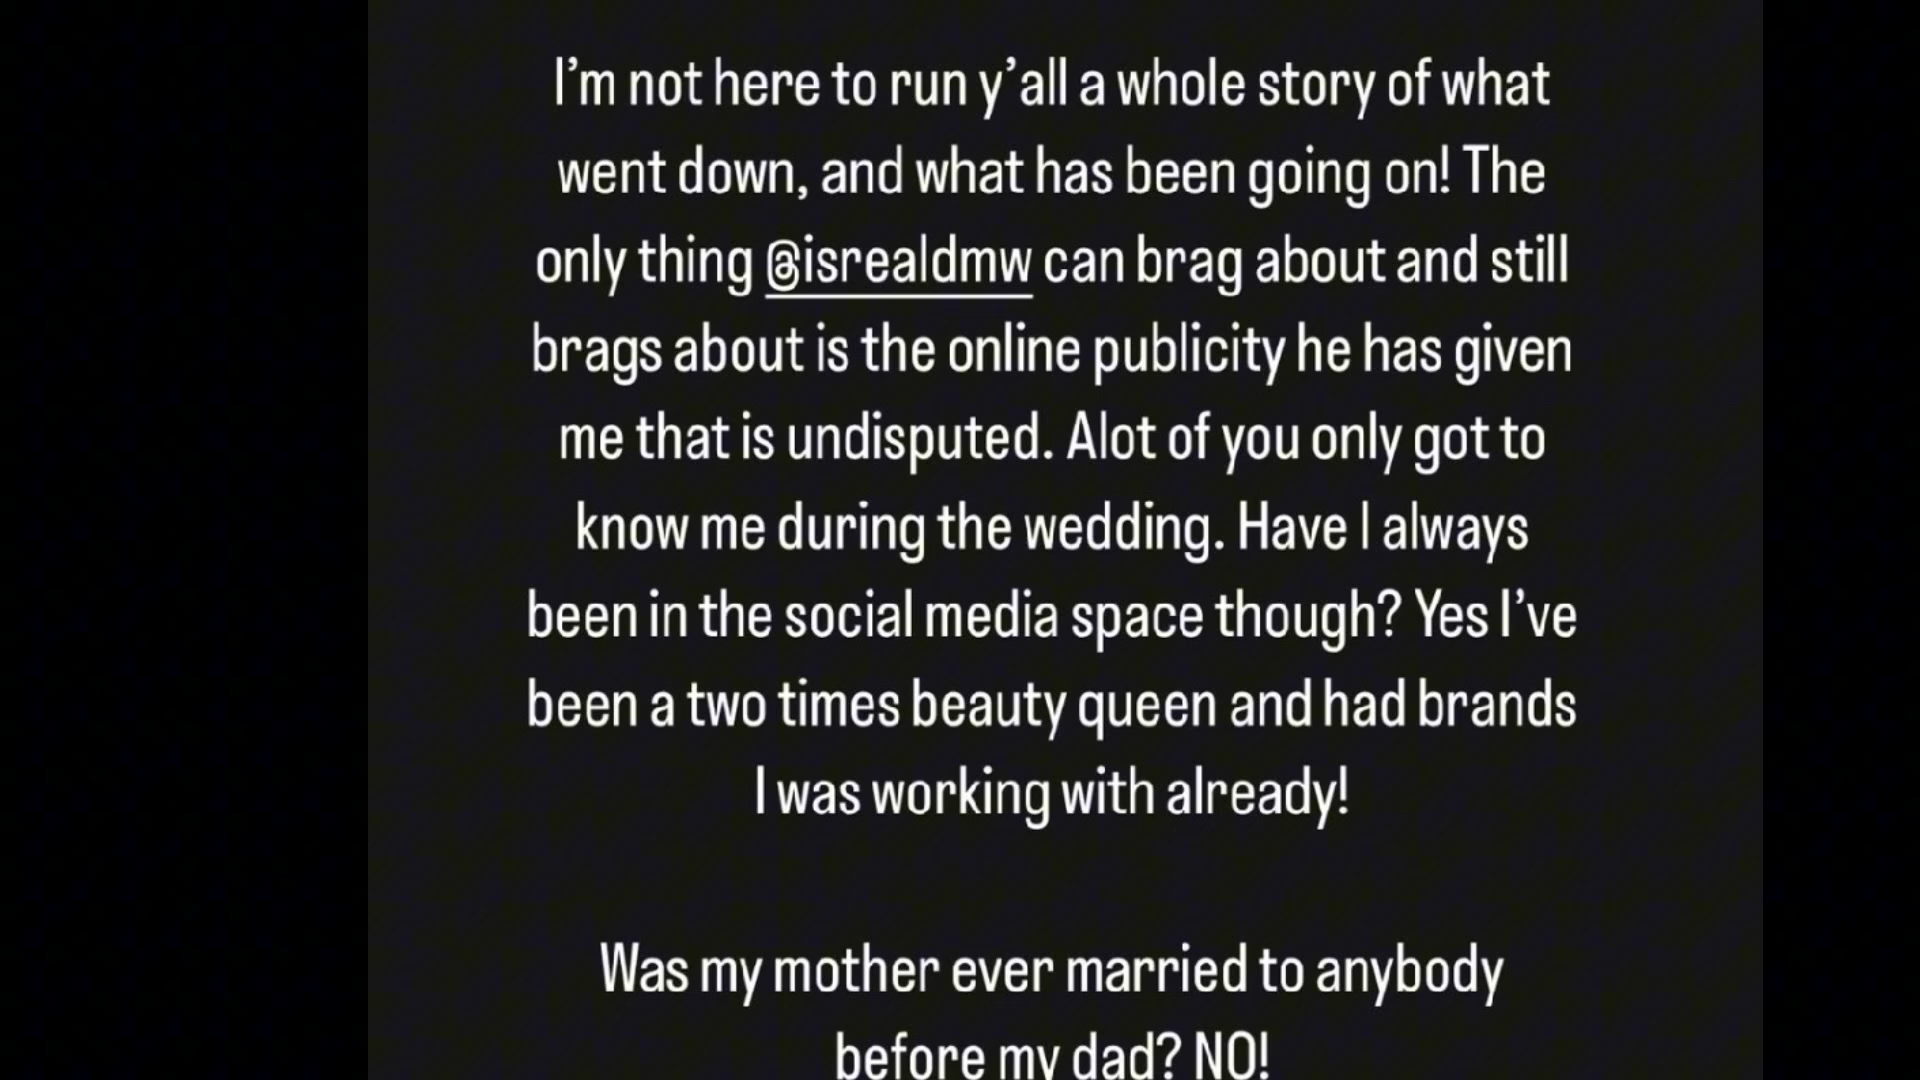 I’m not here to run y’all a whole story of what
went down, and what has been going on! The
only thing @isrealdmw can brag about and still
brags about is the online publicity he has given
me that is undisputed. Alot of you only got to
know me during the wedding. Have I always
been in the social media space though? Yes I’ve
been a two times beauty queen and had brands
I was working with already!
Was my mother ever married to anybody
before my dad? NO!